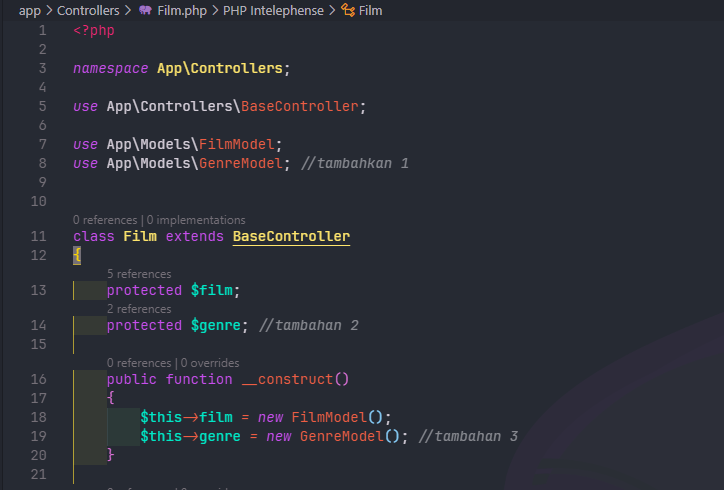 app > Controllers > Film.php > PHP Intelephense > Film
1 <?php
2
3 namespace App\Controllers;
4
5 use App\Controllers\BaseController;
6
7 use App\Models\FilmModel;
8 use App\Models\GenreModel; //tambahkan 1
9
10
0 references | 0 implementations
11 class Film extends BaseController
12 {
5 references
13 protected $film;
2 references
14 protected $genre; //tambahan 2
15
0 references | 0 overrides
16 public function __construct()
17 {
18 $this->film = new FilmModel();
19 $this->genre = new GenreModel(); //tambahan 3
20 }
21